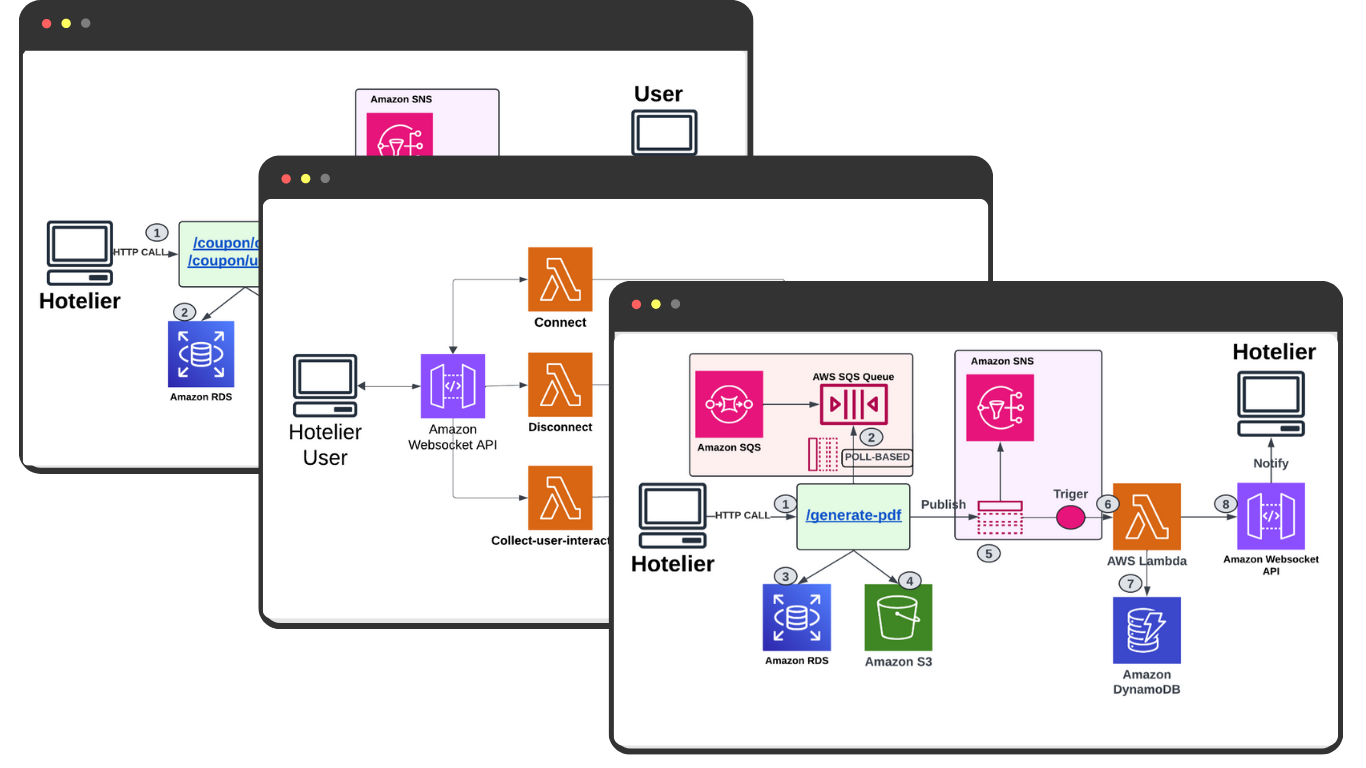 Amazon SNS
User
1
HTTP CALL
/coupon/
/coupon/u
Hotelier
2
Amazon RDS
Connect
Disconnect
Hotelier
User
Amazon
Websocket API
Collect-user-interact
AWS SQS Queue
Amazon SQS
2
POLL-BASED
Amazon SNS
Hotelier
Notify
1
HTTP CALL
/generate-pdf
Publish
Triger
6
8
5
Hotelier
AWS Lambda
Amazon Websocket
API
3
4
7
Amazon RDS
Amazon S3
Amazon
DynamoDB